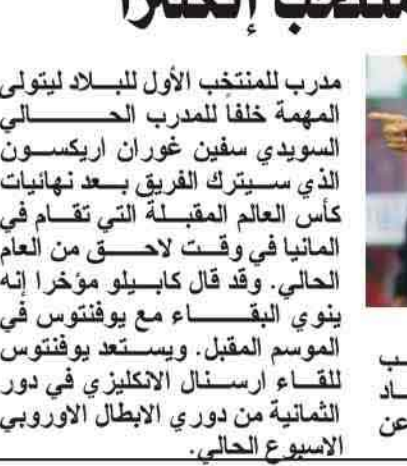 منتخب إنكلترا
مدرب للمنتخب الأول للبلاد ليتولى
المهمة خلفاً للمدرب الحالي
السويدي سفين غوران اريكسون
الذي سيترك الفريق بعد نهائيات
كأس العالم المقبلة التي تقام في
المانيا في وقت لاحق من العام
الحالي. وقد قال كابيلو مؤخرا إنه
ينوي البقاء مع يوفنتوس في
الموسم المقبل. ويستعد يوفنتوس
للقاء ارسنال الانكليزي في دور
الثمانية من دوري الابطال الاوروبي
الاسبوع الحالي.
عن